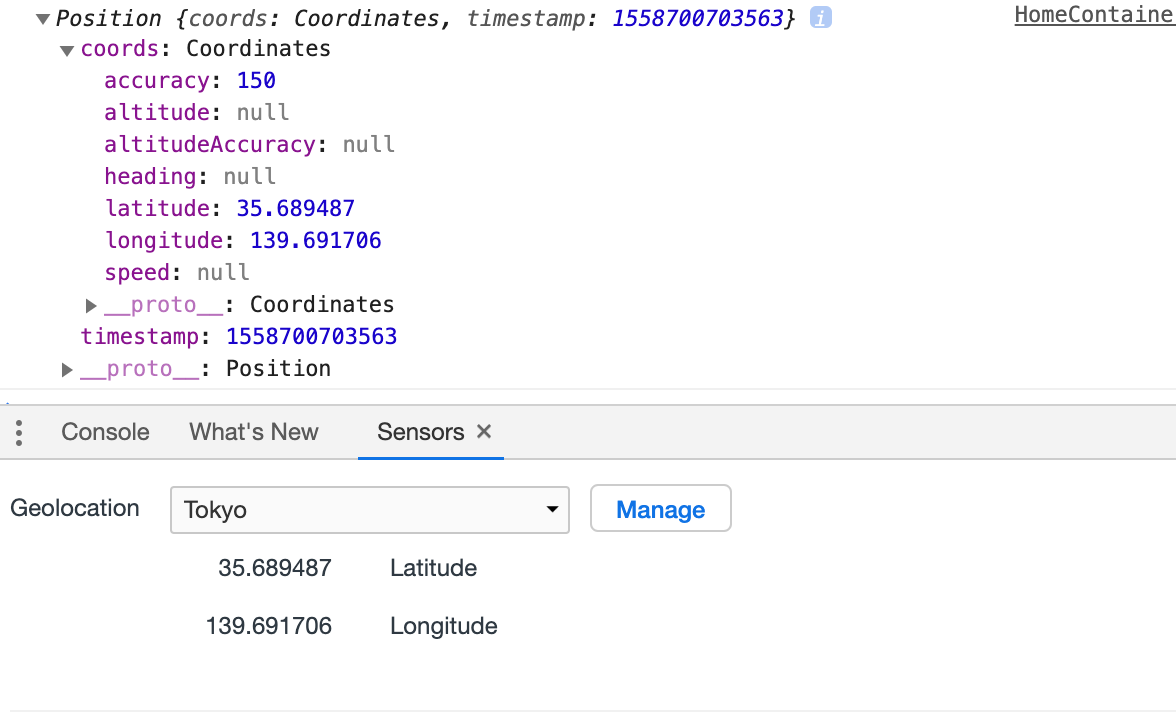 ▼Position {coords: Coordinates, timestamp: 1558700703563} i HomeContaine
▼coords: Coordinates
accuracy: 150
altitude: null
altitudeAccuracy: null
heading: null
latitude: 35.689487
longitude: 139.691706
speed: null
▶__proto__: Coordinates
timestamp: 1558700703563
▶__proto__: Position
Console What's New Sensors ✕
Geolocation Tokyo Manage
35.689487 Latitude
139.691706 Longitude